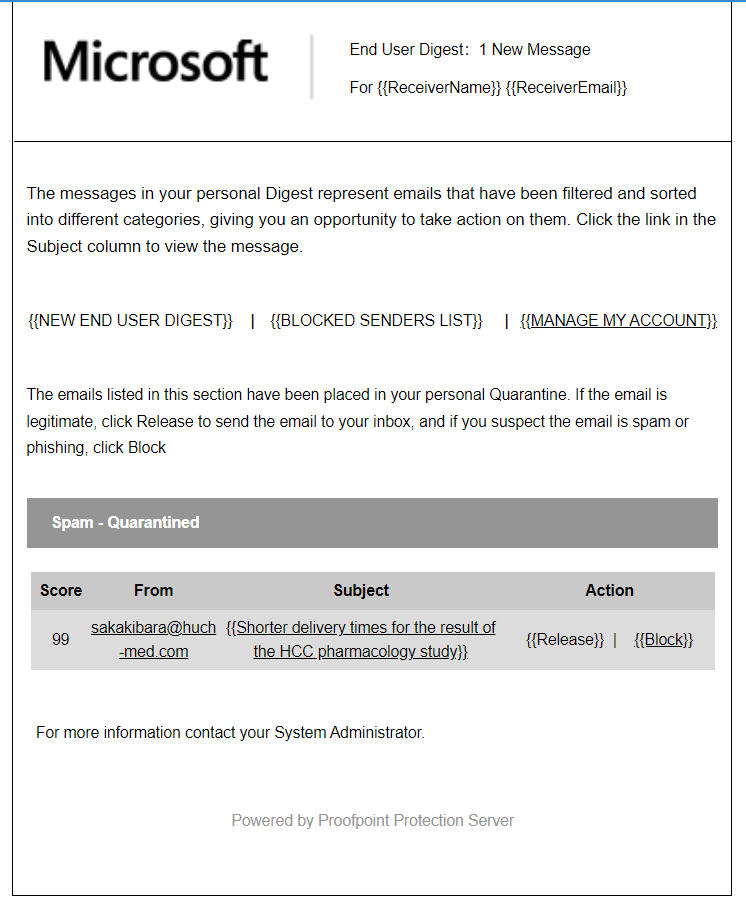 Microsoft
End User Digest: 1 New Message
For {{ReceiverName}} {{ReceiverEmail}}
The messages in your personal Digest represent emails that have been filtered and sorted
into different categories, giving you an opportunity to take action on them. Click the link in the
Subject column to view the message.
{{NEW END USER DIGEST}} | {{BLOCKED SENDERS LIST}} | {{MANAGE MY ACCOUNT}}
The emails listed in this section have been placed in your personal Quarantine. If the email is
legitimate, click Release to send the email to your inbox, and if you suspect the email is spam or
phishing, click Block
Spam - Quarantined
Score From Subject Action
99 sakakibara@huch-med.com {{Shorter delivery times for the result of the HCC pharmacology study}} {{Release}} | {{Block}}
For more information contact your System Administrator.
Powered by Proofpoint Protection Server